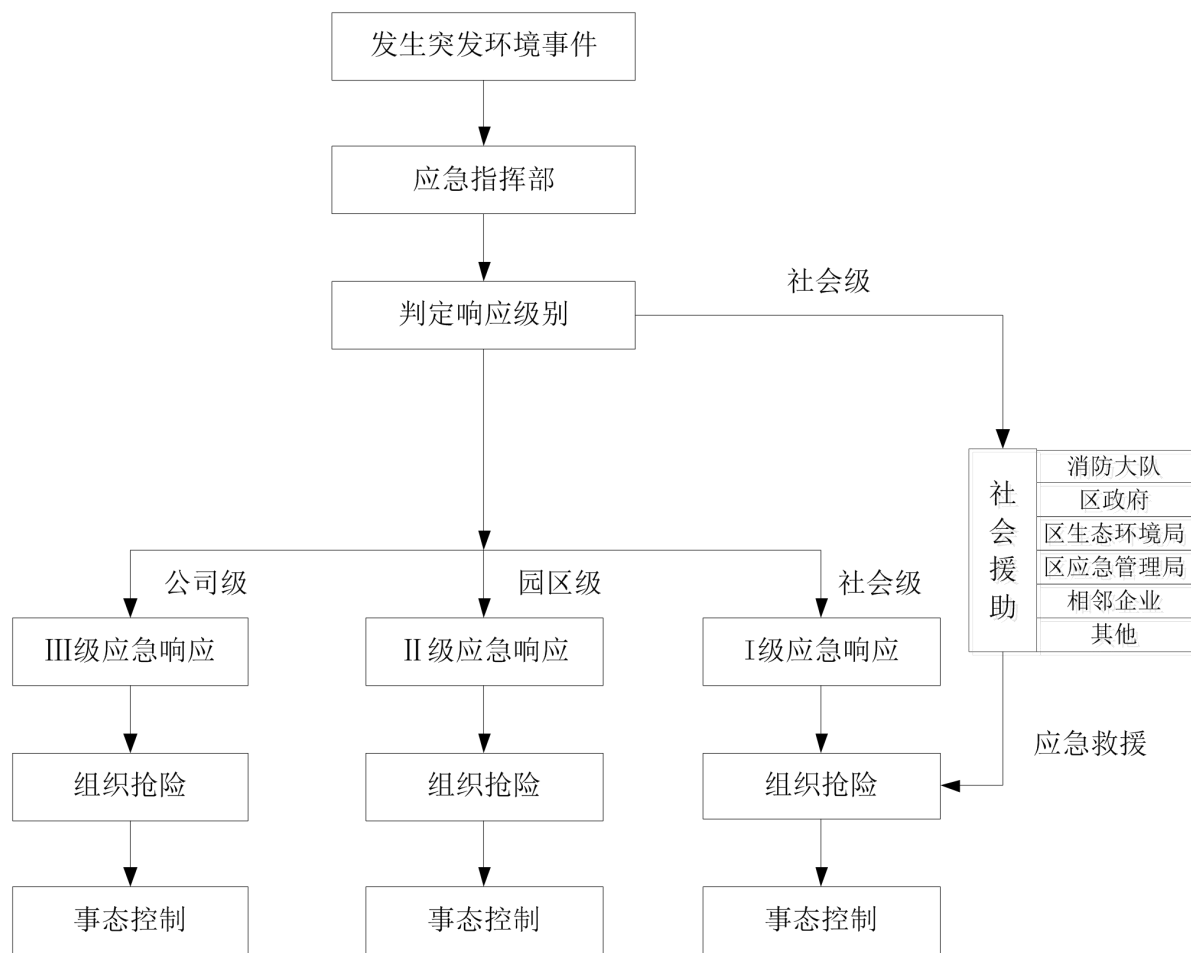 发生突发环境事件
应急指挥部
判定响应级别
社会级
社会援助
消防大队
区政府
区生态环境局
区应急管理局
相邻企业
其他
公司级
园区级
社会级
Ⅲ级应急响应
Ⅱ级应急响应
I级应急响应
应急救援
组织抢险
组织抢险
组织抢险
事态控制
事态控制
事态控制